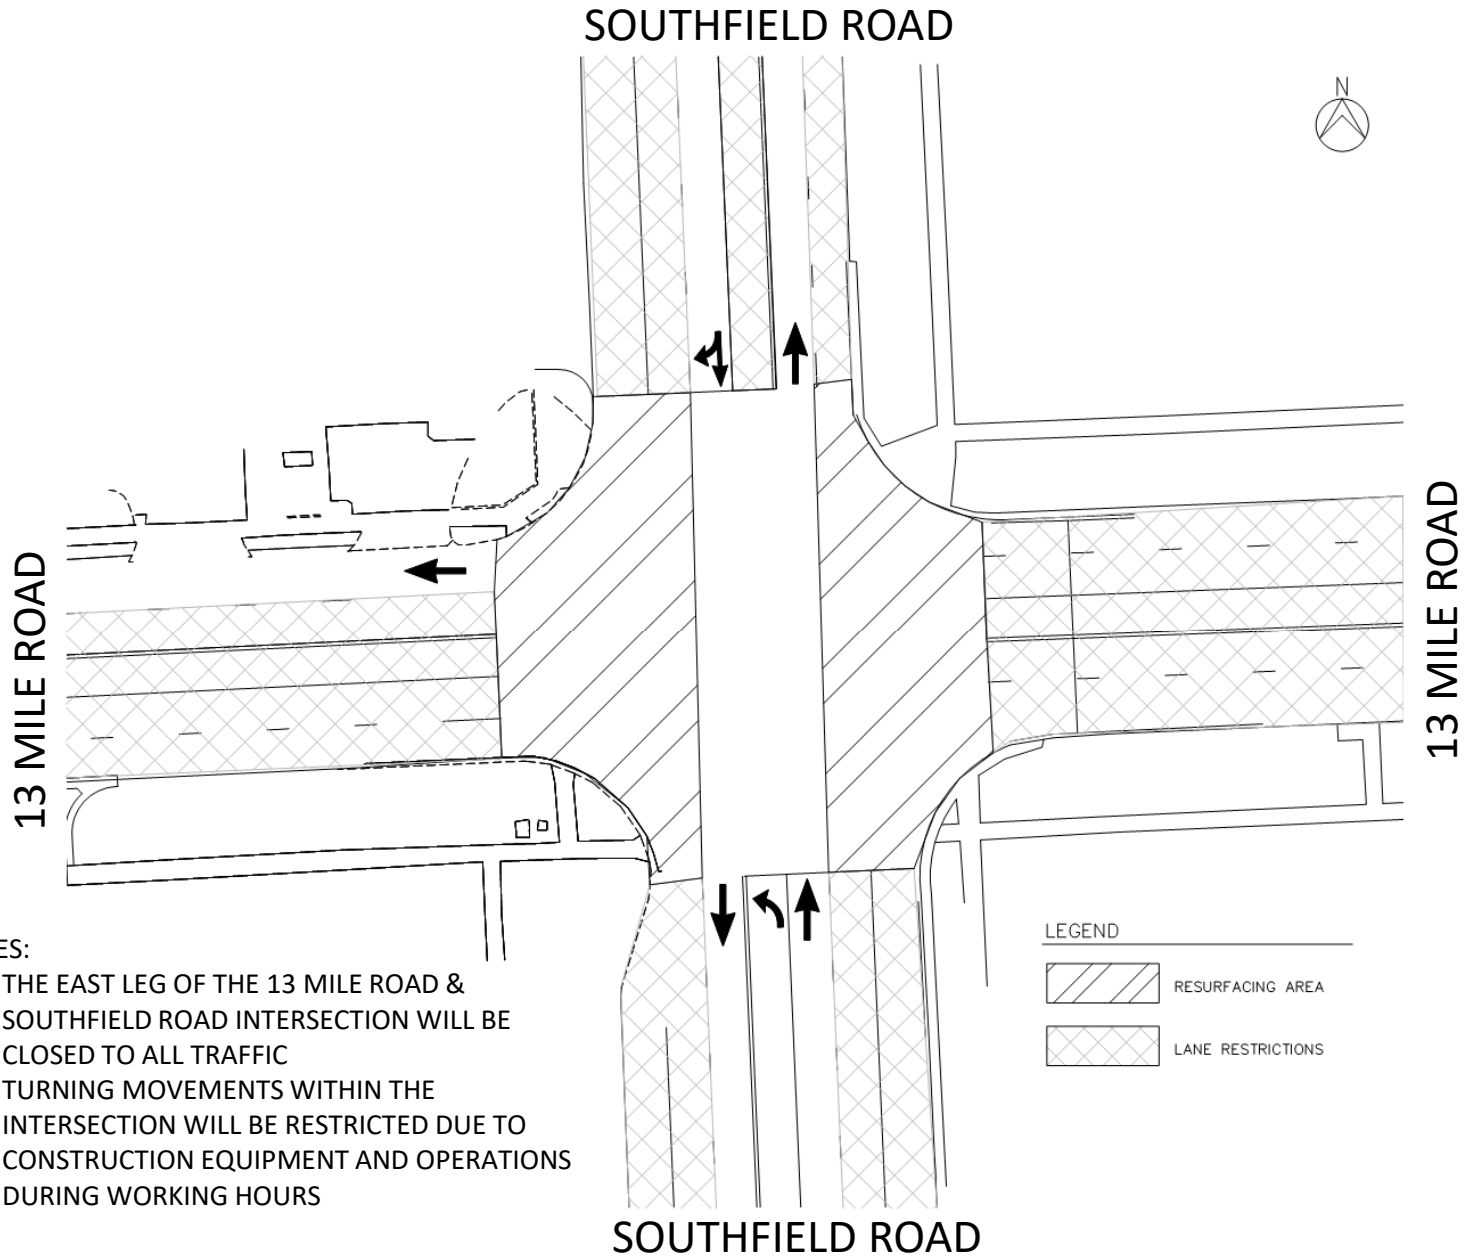 SOUTHFIELD ROAD
N
13 MILE ROAD
13 MILE ROAD
LEGEND
RESURFACING AREA
LANE RESTRICTIONS
ES:
THE EAST LEG OF THE 13 MILE ROAD &
SOUTHFIELD ROAD INTERSECTION WILL BE
CLOSED TO ALL TRAFFIC
TURNING MOVEMENTS WITHIN THE
INTERSECTION WILL BE RESTRICTED DUE TO
CONSTRUCTION EQUIPMENT AND OPERATIONS
DURING WORKING HOURS
SOUTHFIELD ROAD